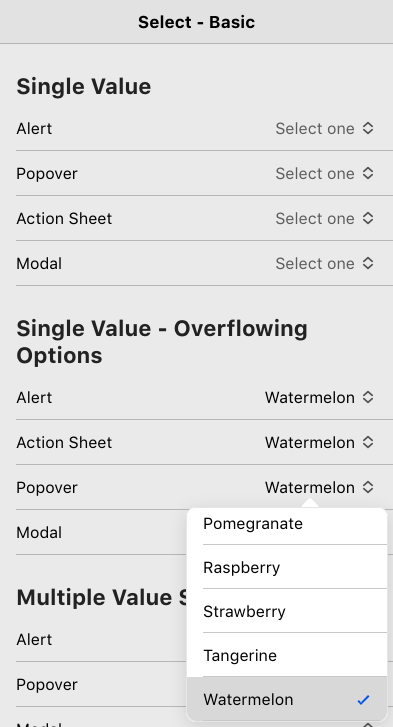 Select - Basic
Single Value
Alert Select one
Popover Select one
Action Sheet Select one
Modal Select one
Single Value - Overflowing
Options
Alert Watermelon
Action Sheet Watermelon
Popover Watermelon
Modal
Pomegranate
Raspberry
Strawberry
Tangerine
Watermelon
Multiple Value
Alert
Popover
Modal